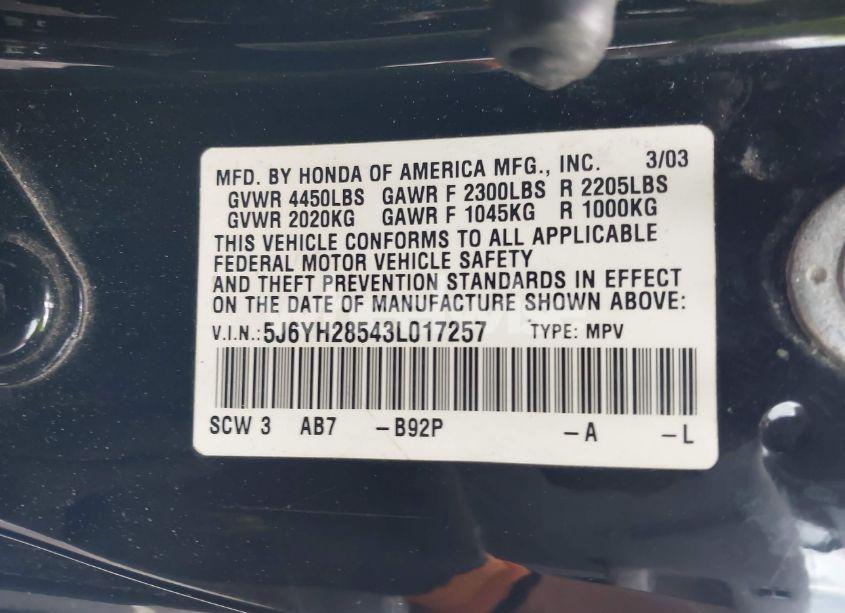 MFD. BY HONDA OF AMERICA MFG., INC. 3/03
GVWR 4450LBS GAWR F 2300LBS R 2205LBS
GVWR 2020KG GAWR F 1045KG R 1000KG
THIS VEHICLE CONFORMS TO ALL APPLICABLE
FEDERAL MOTOR VEHICLE SAFETY
AND THEFT PREVENTION STANDARDS IN EFFECT
ON THE DATE OF MANUFACTURE SHOWN ABOVE:
V.I.N.: 5J6YH28543L017257 TYPE: MPV
SCW 3 AB7 -B92P -A -L